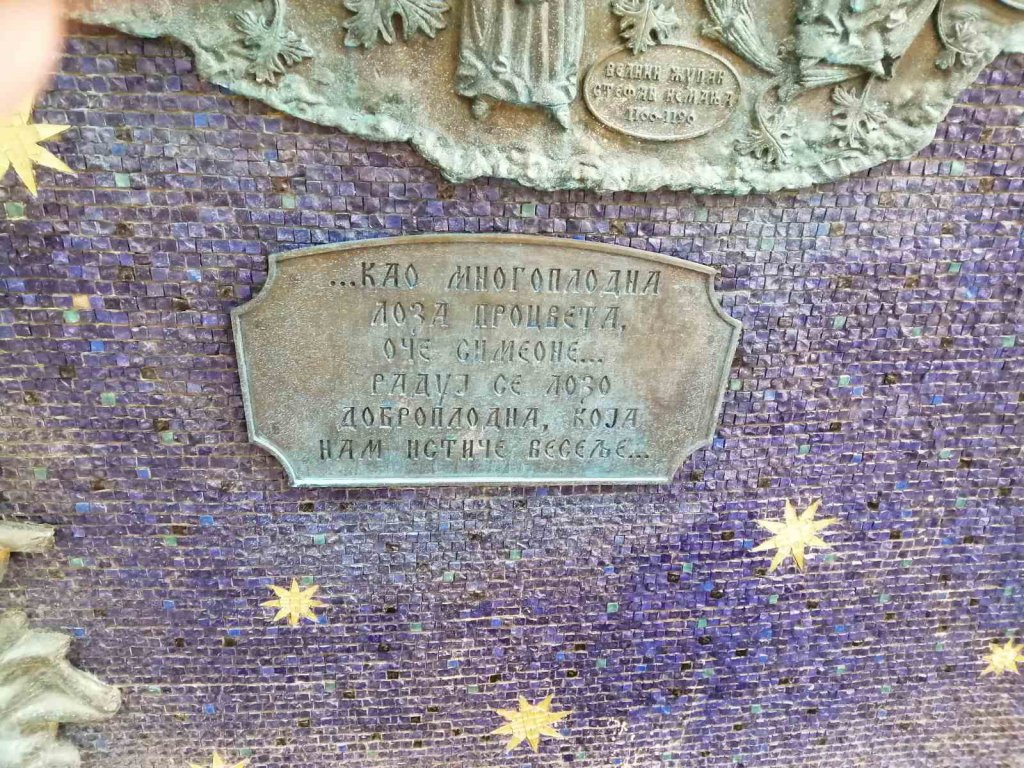 ВЕЛИКИ ЖУПАН
СТЕФАН НЕМАЊА
1166-1196
...КАО МНОГОПЛОДНА
ЛОЗА ПРОЦВЕТА,
ОЧЕ СИМЕОНЕ...
РАДУЈ СЕ ЛОЗО
ДОБРОПЛОДНА, КОЈА
НАМ ИСТИЧЕ ВЕСЕЉЕ...